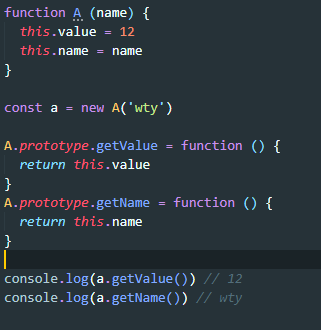 function A (name) {
  this.value = 12
  this.name = name
}
const a = new A('wty')
A.prototype.getValue = function () {
  return this.value
}
A.prototype.getName = function () {
  return this.name
}
console.log(a.getValue()) // 12
console.log(a.getName()) // wty